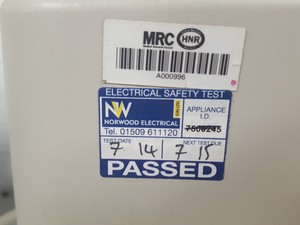 MRC HNR
A000996
ELECTRICAL SAFETY TEST
NW
NORWOOD ELECTRICAL
Tel. 01509 611120
APPLIANCE
I.D.
7600245
TEST DATE NEXT TEST DUE
7 14 / 7 15
PASSED